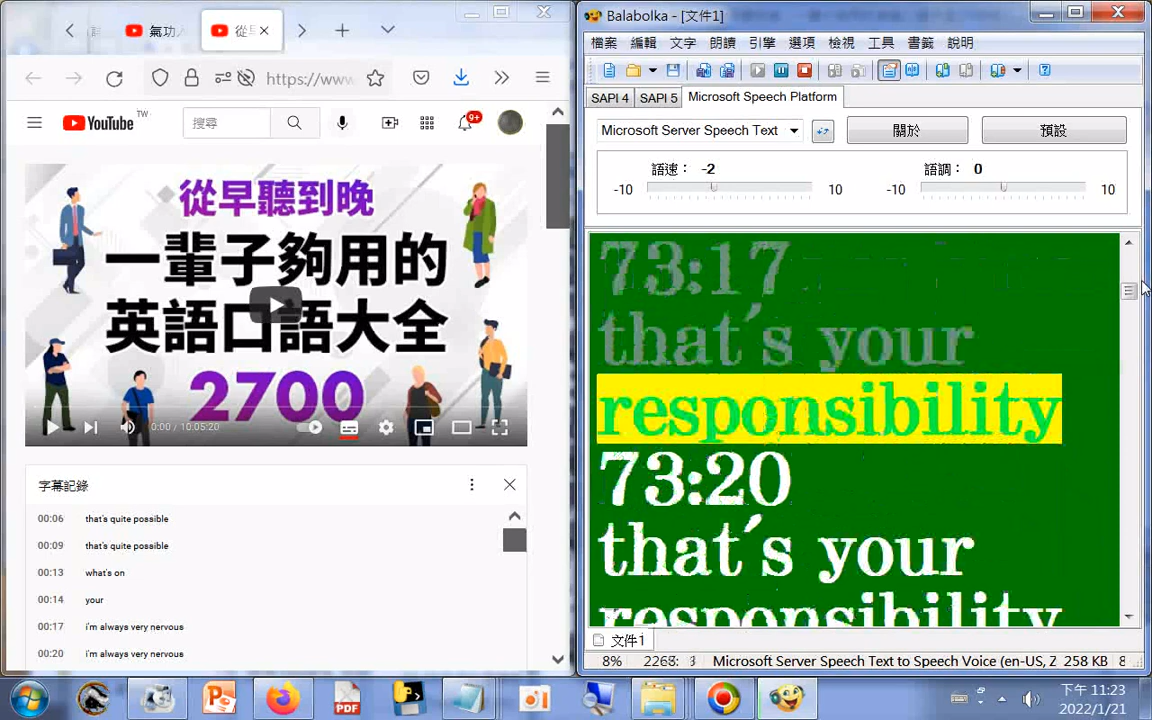 氣功
從
https://www
YouTube TW
搜尋
9+
從早聽到晚
一輩子夠用的
英語口語大全
2700
0:00 / 10:05:20
字幕記錄
00:06 that's quite possible
00:09 that's quite possible
00:13 what's on
00:14 your
00:17 i'm always very nervous
00:20 i'm always very nervous
Balabolka - [文件1]
檔案 編輯 文字 朗讀 引擎 選項 檢視 工具 書籤 說明
SAPI 4 SAPI 5 Microsoft Speech Platform
Microsoft Server Speech Text 關於 預設
語速： -2 語調： 0
-10 10 -10 10
73:17
that's your
responsibility
73:20
that's your
responsibility
文件1
8% Microsoft Server Speech Text to Speech Voice (en-US, Z 258 KB 8
PDF
下午 11:23
2022/1/21